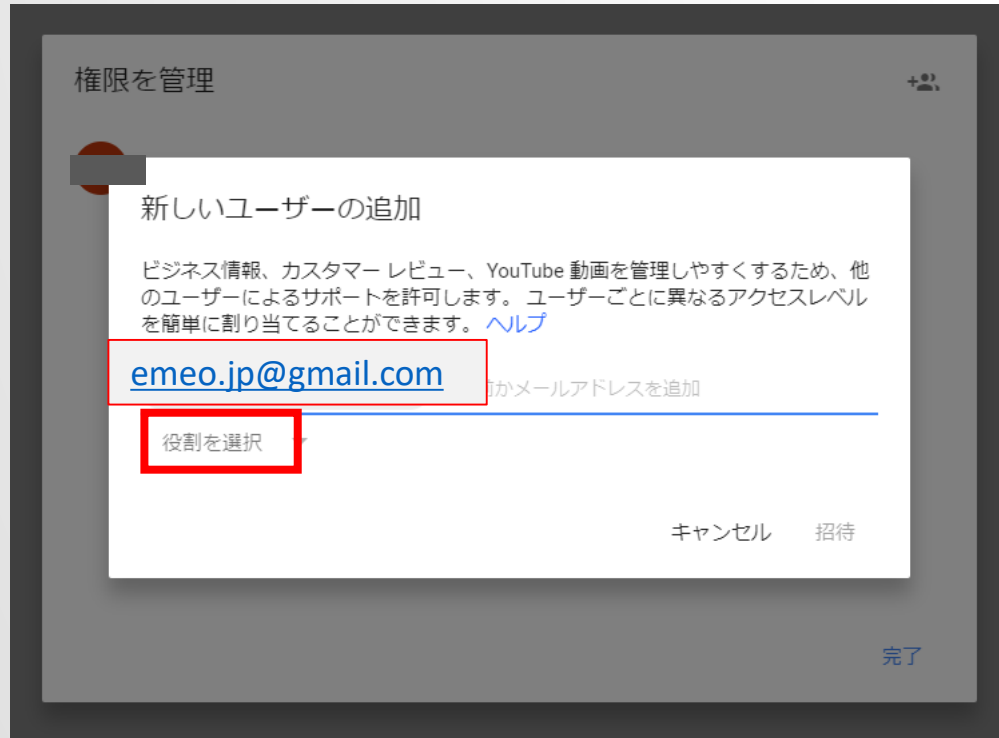 権限を管理
新しいユーザーの追加
ビジネス情報、カスタマー レビュー、YouTube 動画を管理しやすくするため、他
のユーザーによるサポートを許可します。 ユーザーごとに異なるアクセスレベル
を簡単に割り当てることができます。 ヘルプ
emeo.jp@gmail.com かメールアドレスを追加
役割を選択
キャンセル 招待
完了